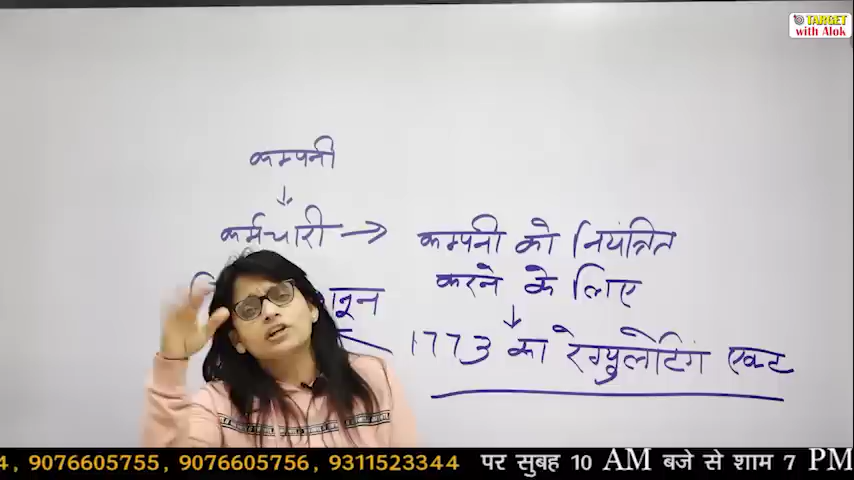 TARGET
with Alok
कम्पनी
↓
कर्मचारी → कम्पनी को नियंत्रित
करने के लिए
↓
1773 का रेग्युलेटिंग एक्ट
4, 9076605755, 9076605756, 9311523344 पर सुबह 10 AM बजे से शाम 7 PM